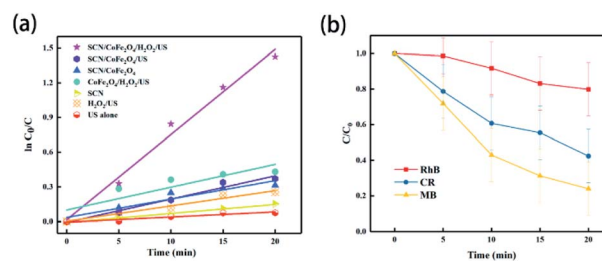 (a)
ln C₀/C
1.5
1.2
0.9
0.6
0.3
0.0
SCN/CoFe₂O₄/H₂O₂/US
SCN/CoFe₂O₄/US
SCN/CoFe₂O₄
CoFe₂O₄/H₂O₂/US
SCN
H₂O₂/US
US alone
0 5 10 15 20
Time (min)
(b)
C/C₀
1.0
0.8
0.6
0.4
0.2
0.0
RhB
CR
MB
0 5 10 15 20
Time (min)